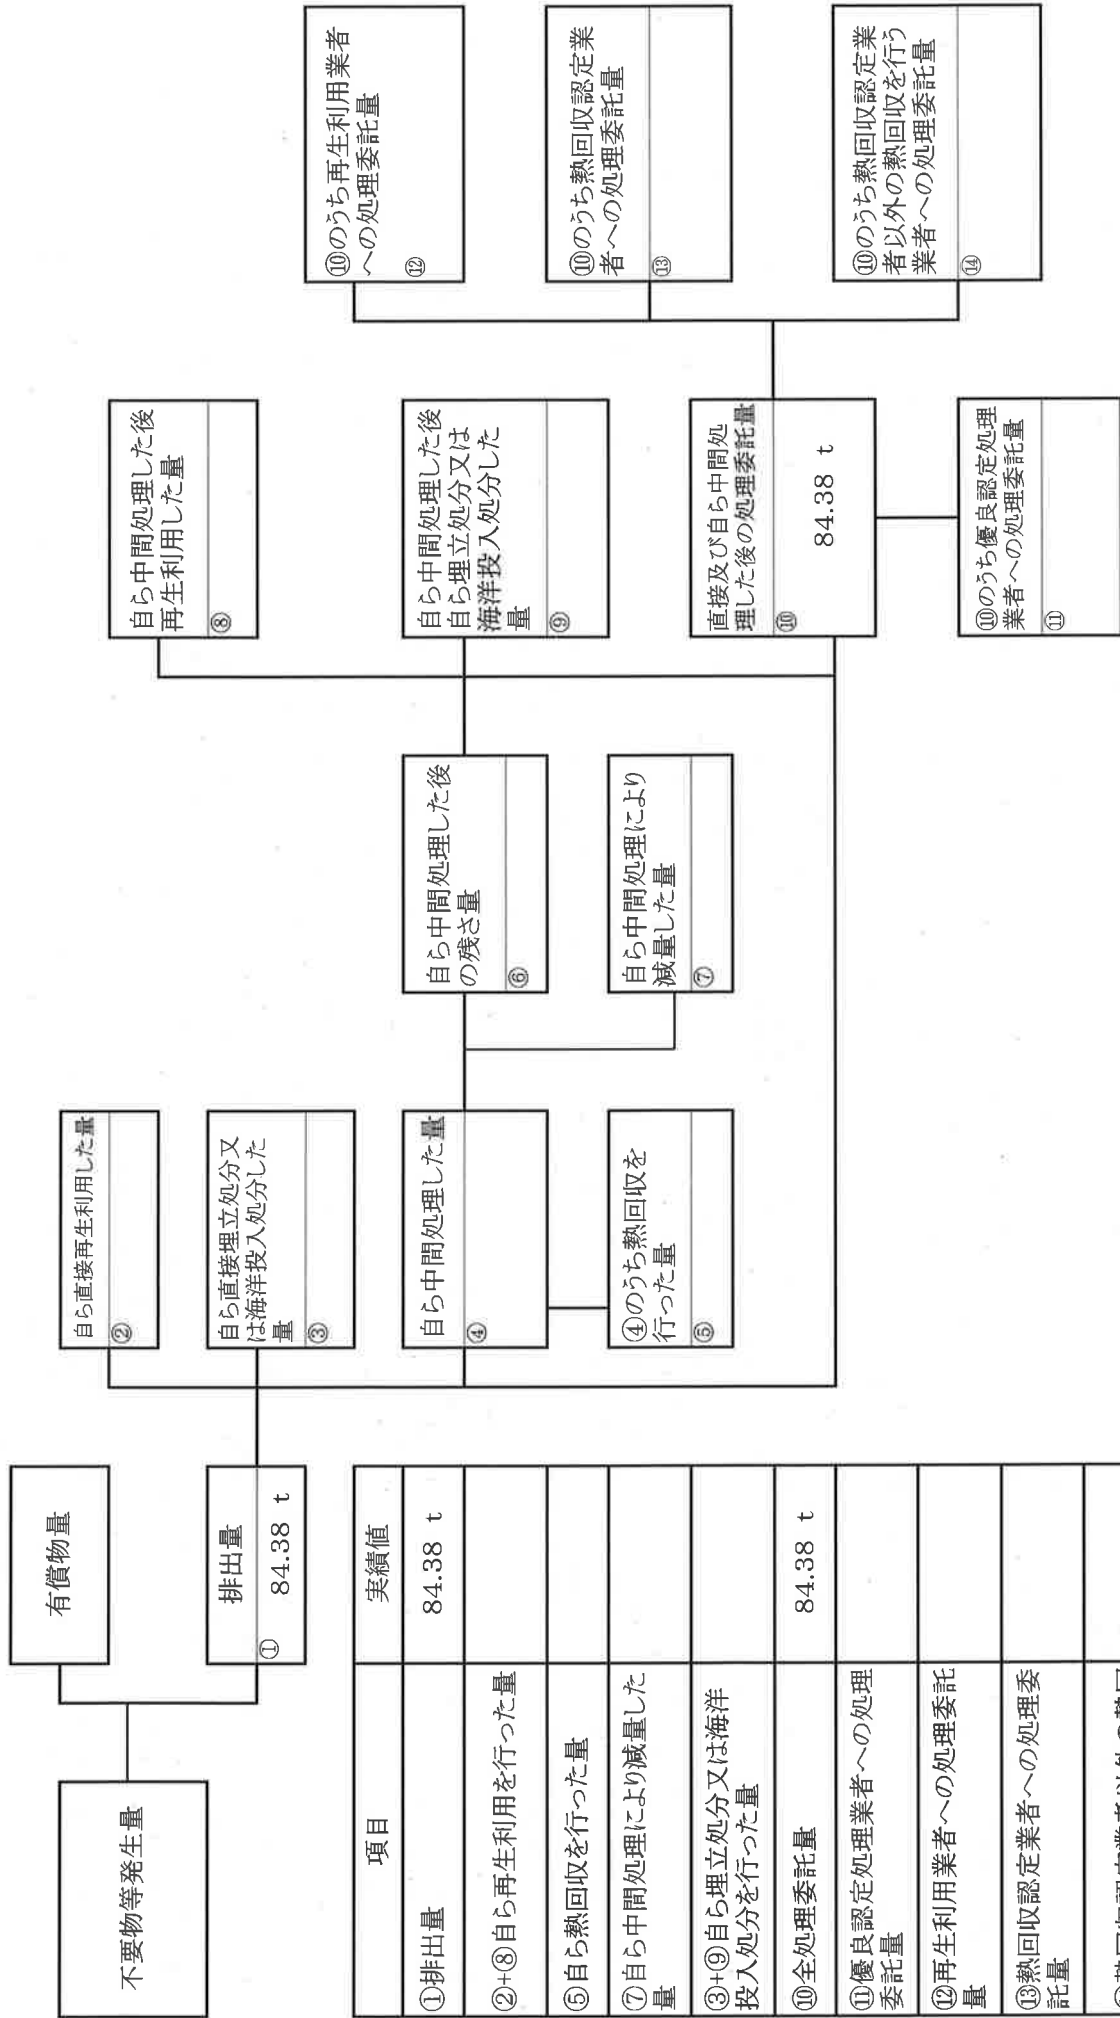 不要物等発生量
有償物量
排出量
①
84.38 t
自ら直接再生利用した量
②
自ら直接埋立処分又
は海洋投入処分した
量
③
自ら中間処理した量
④
④のうち熱回収を
行った量
⑤
自ら中間処理した後
の残さ量
⑥
自ら中間処理により
減量した量
⑦
自ら中間処理した後
再生利用した量
⑧
自ら中間処理した後
自ら埋立処分又は
海洋投入処分した
量
⑨
直接及び自ら中間処
理した後の処理委託量
⑩
84.38 t
⑩のうち優良認定処理
業者への処理委託量
⑪
⑩のうち再生利用業者
への処理委託量
⑫
⑩のうち熱回収認定業
者への処理委託量
⑬
⑩のうち熱回収認定業
者以外の熱回収を行う
業者への処理委託量
⑭
項目 実績値
①排出量 84.38 t
②+⑧自ら再生利用を行った量
⑤自ら熱回収を行った量
⑦自ら中間処理により減量した
量
③+⑨自ら埋立処分又は海洋
投入処分を行った量
⑩全処理委託量 84.38 t
⑪優良認定処理業者への処理
委託量
⑫再生利用業者への処理委託
量
⑬熱回収認定業者への処理委
託量